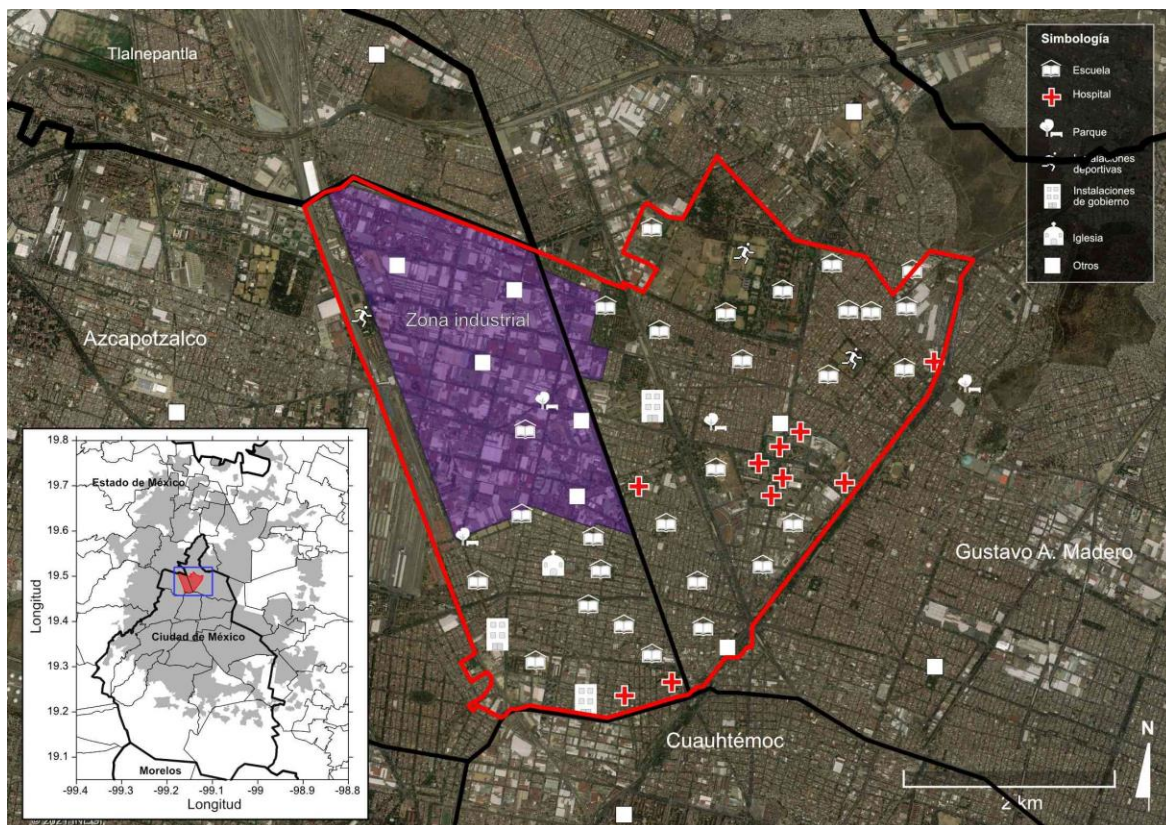 Tlalnepantla
Simbología
Escuela
Hospital
Parque
deportivas
Instalaciones
de gobierno
Iglesia
Otros
Zona industrial
Azcapotzalco
Gustavo A. Madero
Cuauhtémoc
N
2 km
19.8
19.7
19.6
19.5
19.4
19.3
19.2
19.1
Longitud
Estado de México
Ciudad de México
Morelos
-99.4 -99.3 -99.2 -99.1 -99 -98.9 -98.8
Longitud